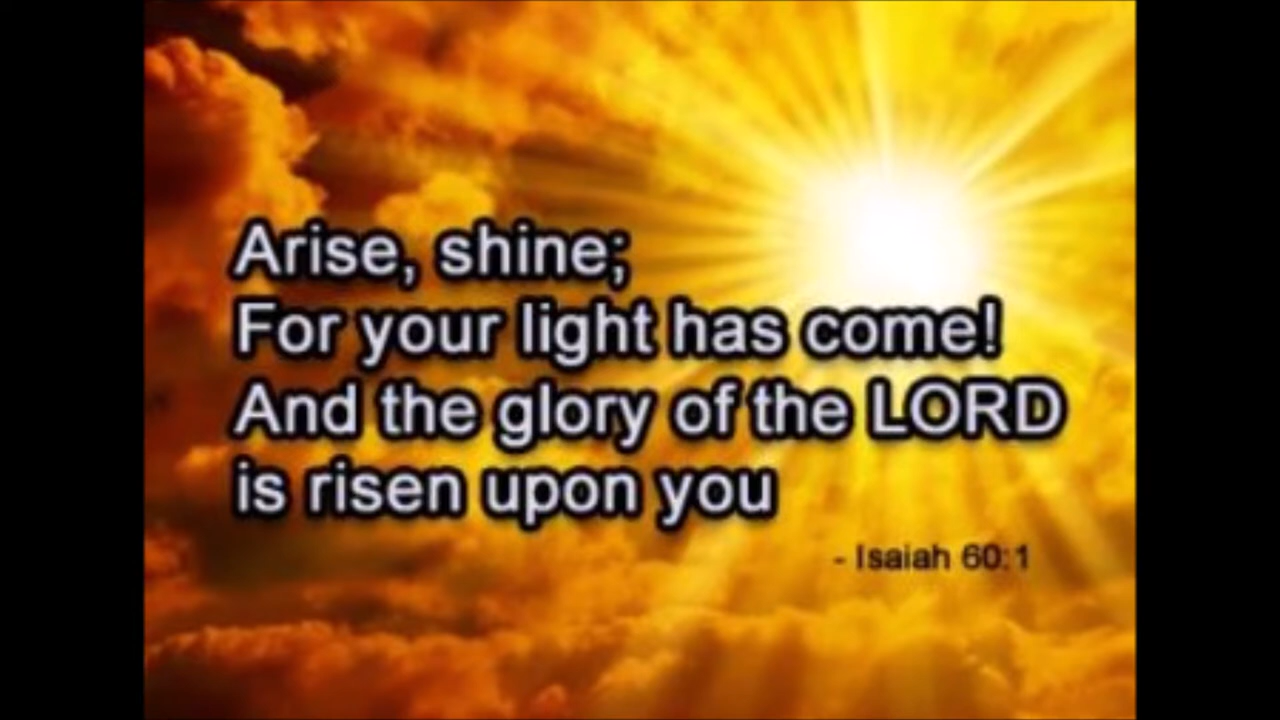 Arise, shine;
For your light has come!
And the glory of the LORD
is risen upon you
- Isaiah 60:1